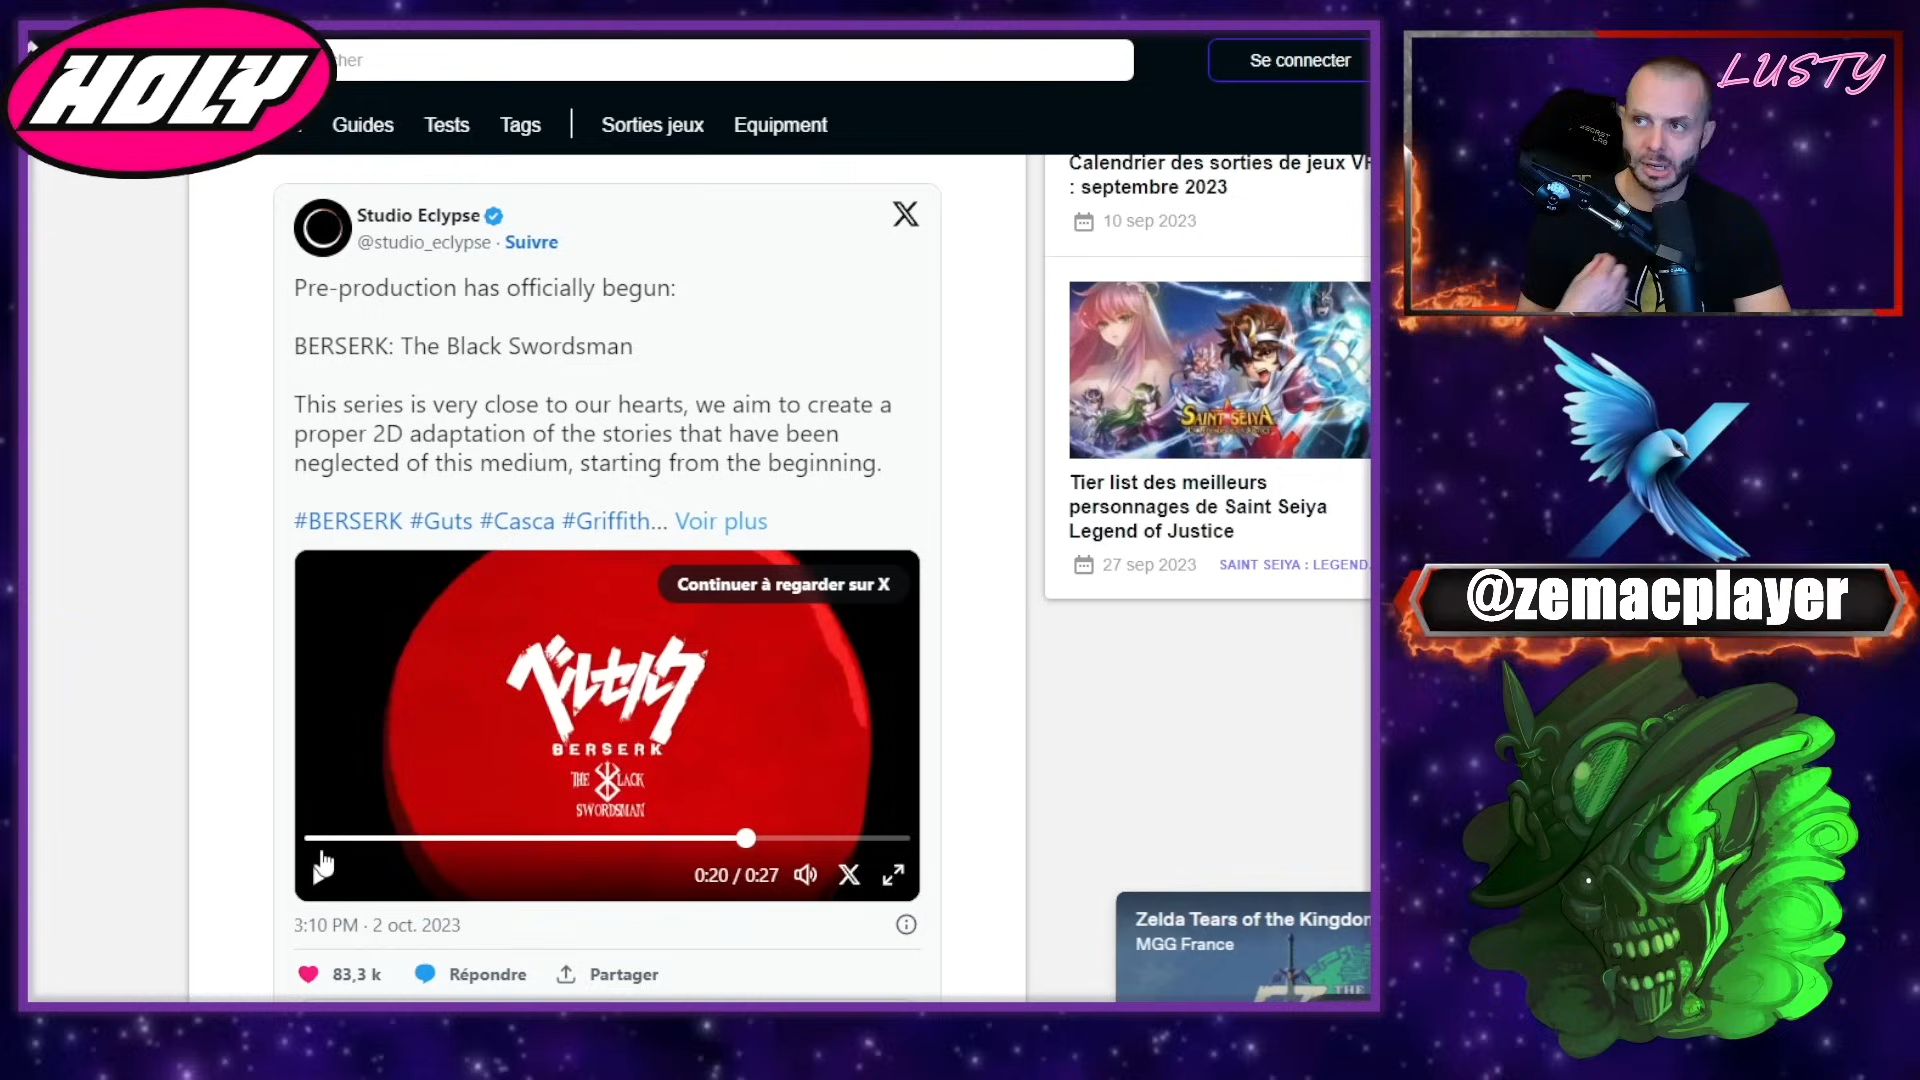 HOLY
cher
Se connecter
Guides
Tests
Tags
Sorties jeux
Equipment
Studio Eclypse
@studio_eclypse · Suivre
Pre-production has officially begun:
BERSERK: The Black Swordsman
This series is very close to our hearts, we aim to create a
proper 2D adaptation of the stories that have been
neglected of this medium, starting from the beginning.
#BERSERK #Guts #Casca #Griffith... Voir plus
Continuer à regarder sur X
ベルセルク
BERSERK
THE BLACK
SWORDSMAN
0:20 / 0:27
3:10 PM · 2 oct. 2023
83,3 k
Répondre
Partager
Calendrier des sorties de jeux VR
: septembre 2023
10 sep 2023
SAINT SEIYA
Tier list des meilleurs
personnages de Saint Seiya
Legend of Justice
27 sep 2023
SAINT SEIYA : LEGEND
Zelda Tears of the Kingdom
MGG France
THE
LUSTY
@zemacplayer